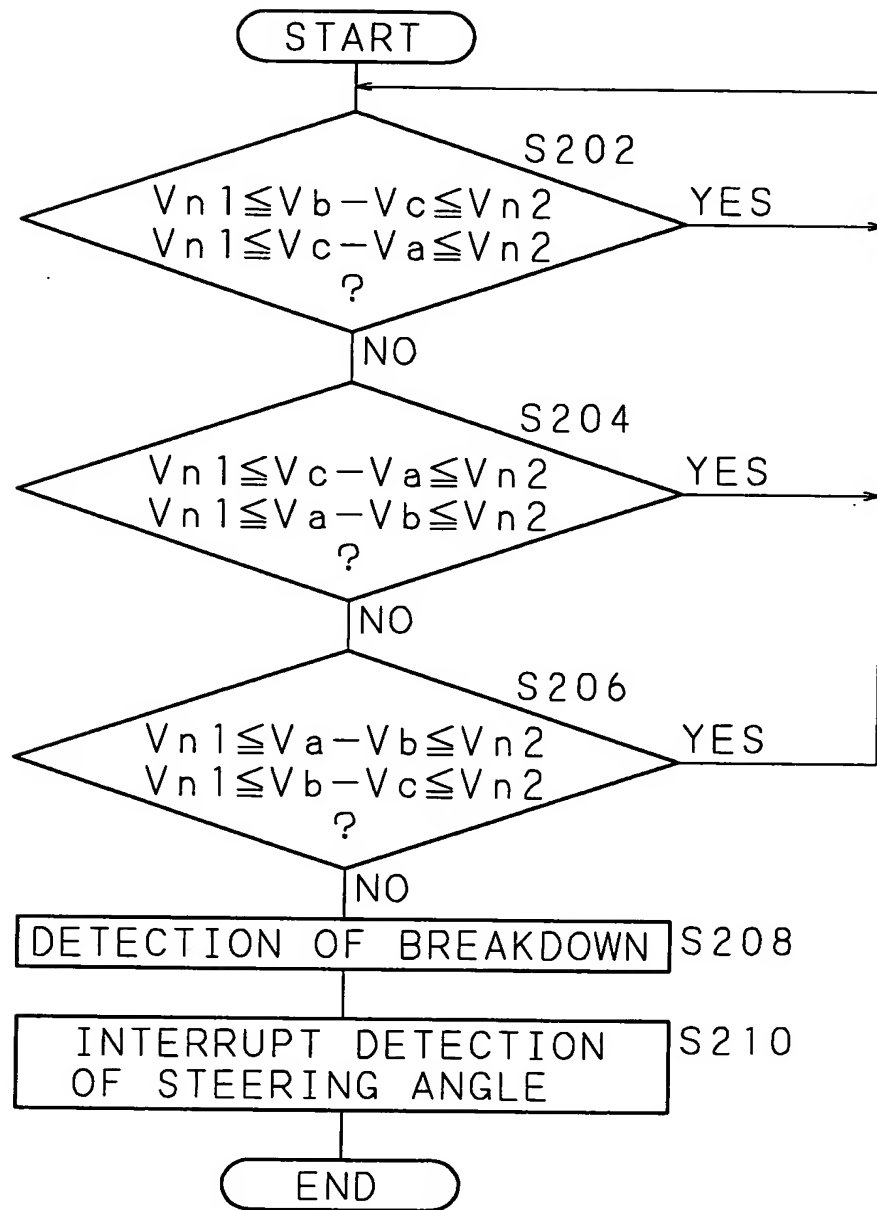 START
S202
Vn1≦Vb−Vc≦Vn2
Vn1≦Vc−Va≦Vn2
?
YES
NO
S204
Vn1≦Vc−Va≦Vn2
Vn1≦Va−Vb≦Vn2
?
YES
NO
S206
Vn1≦Va−Vb≦Vn2
Vn1≦Vb−Vc≦Vn2
?
YES
NO
DETECTION OF BREAKDOWN
S208
INTERRUPT DETECTION
OF STEERING ANGLE
S210
END